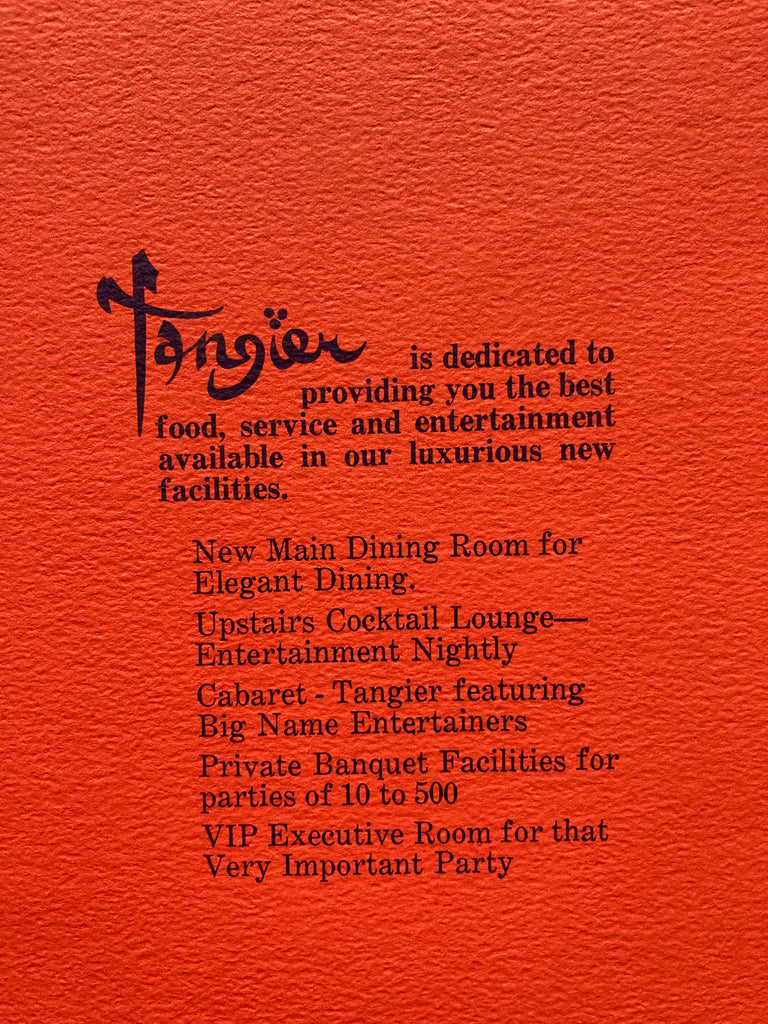 Tangier is dedicated to
providing you the best
food, service and entertainment
available in our luxurious new
facilities.
New Main Dining Room for
Elegant Dining.
Upstairs Cocktail Lounge—
Entertainment Nightly
Cabaret - Tangier featuring
Big Name Entertainers
Private Banquet Facilities for
parties of 10 to 500
VIP Executive Room for that
Very Important Party